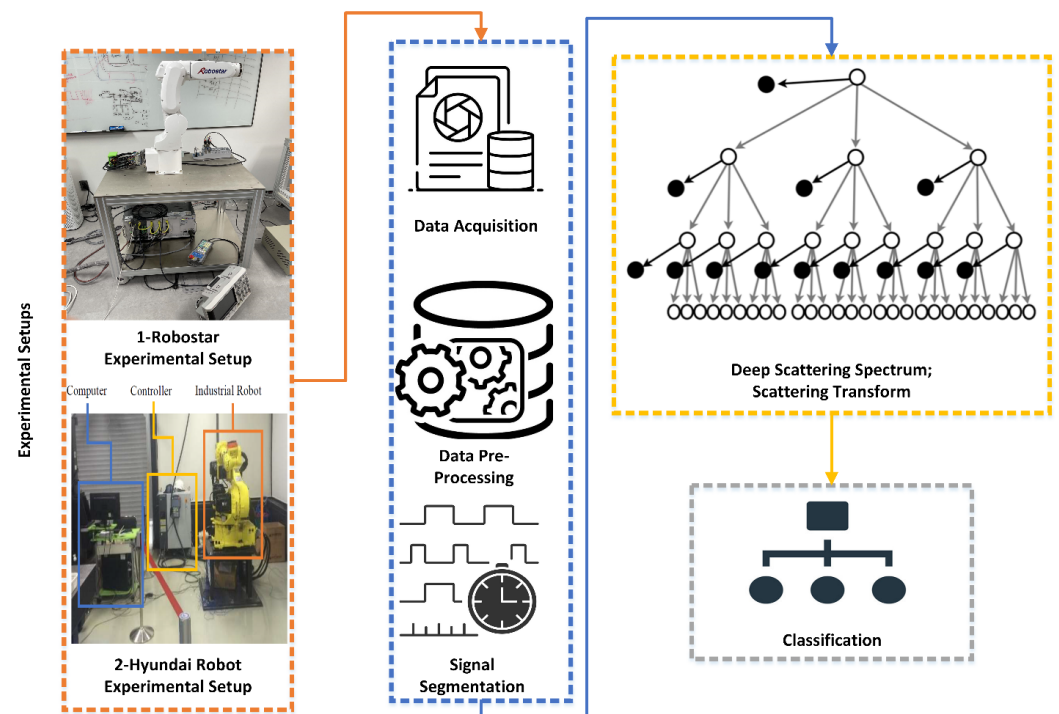 Experimental Setups
Robostar
1-Robostar
Experimental Setup
Computer
Controller
Industrial Robot
2-Hyundai Robot
Experimental Setup
Data Acquisition
Data Pre-
Processing
Signal
Segmentation
Deep Scattering Spectrum;
Scattering Transform
Classification